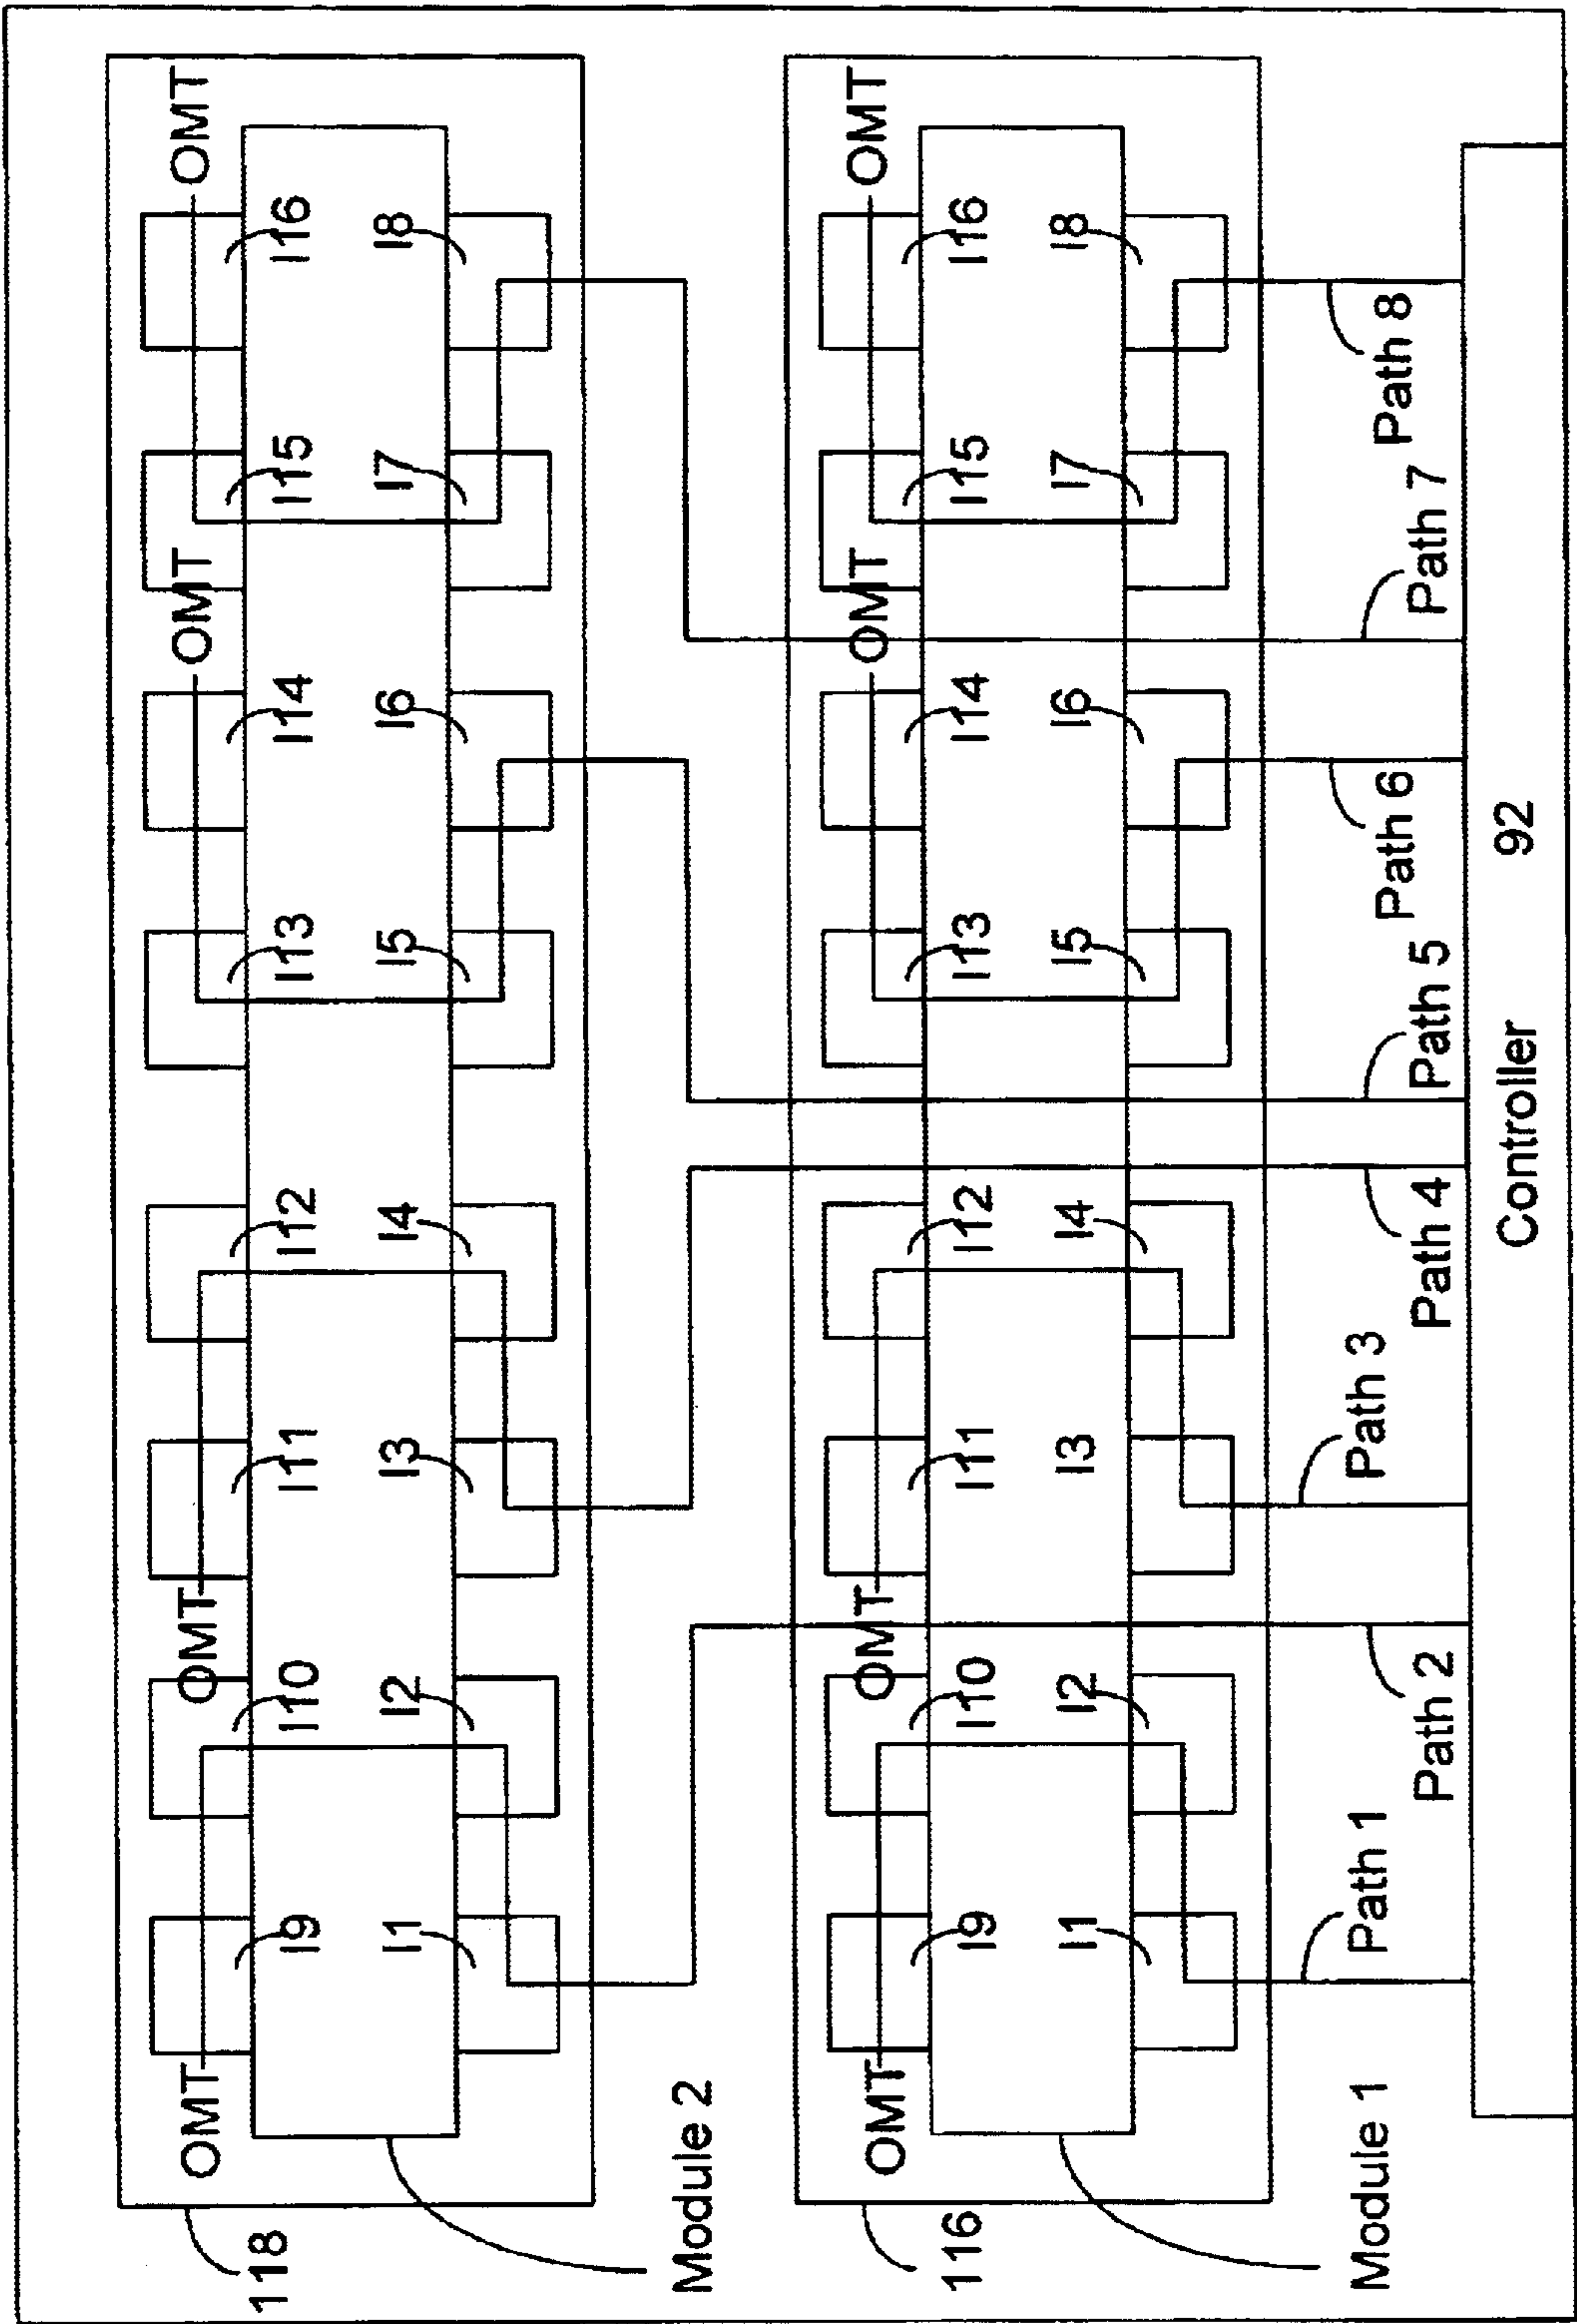 OMT OMT OMT OMT
I9 I10 I11 I12 I13 I14 I15 I16
I1 I2 I3 I4 I5 I6 I7 I8
118
Module 2
OMT OMT OMT OMT
I9 I10 I11 I12 I13 I14 I15 I16
I1 I2 I3 I4 I5 I6 I7 I8
116
Module 1
Path 1 Path 2 Path 3 Path 4 Path 5 Path 6 Path 7 Path 8
Controller 92